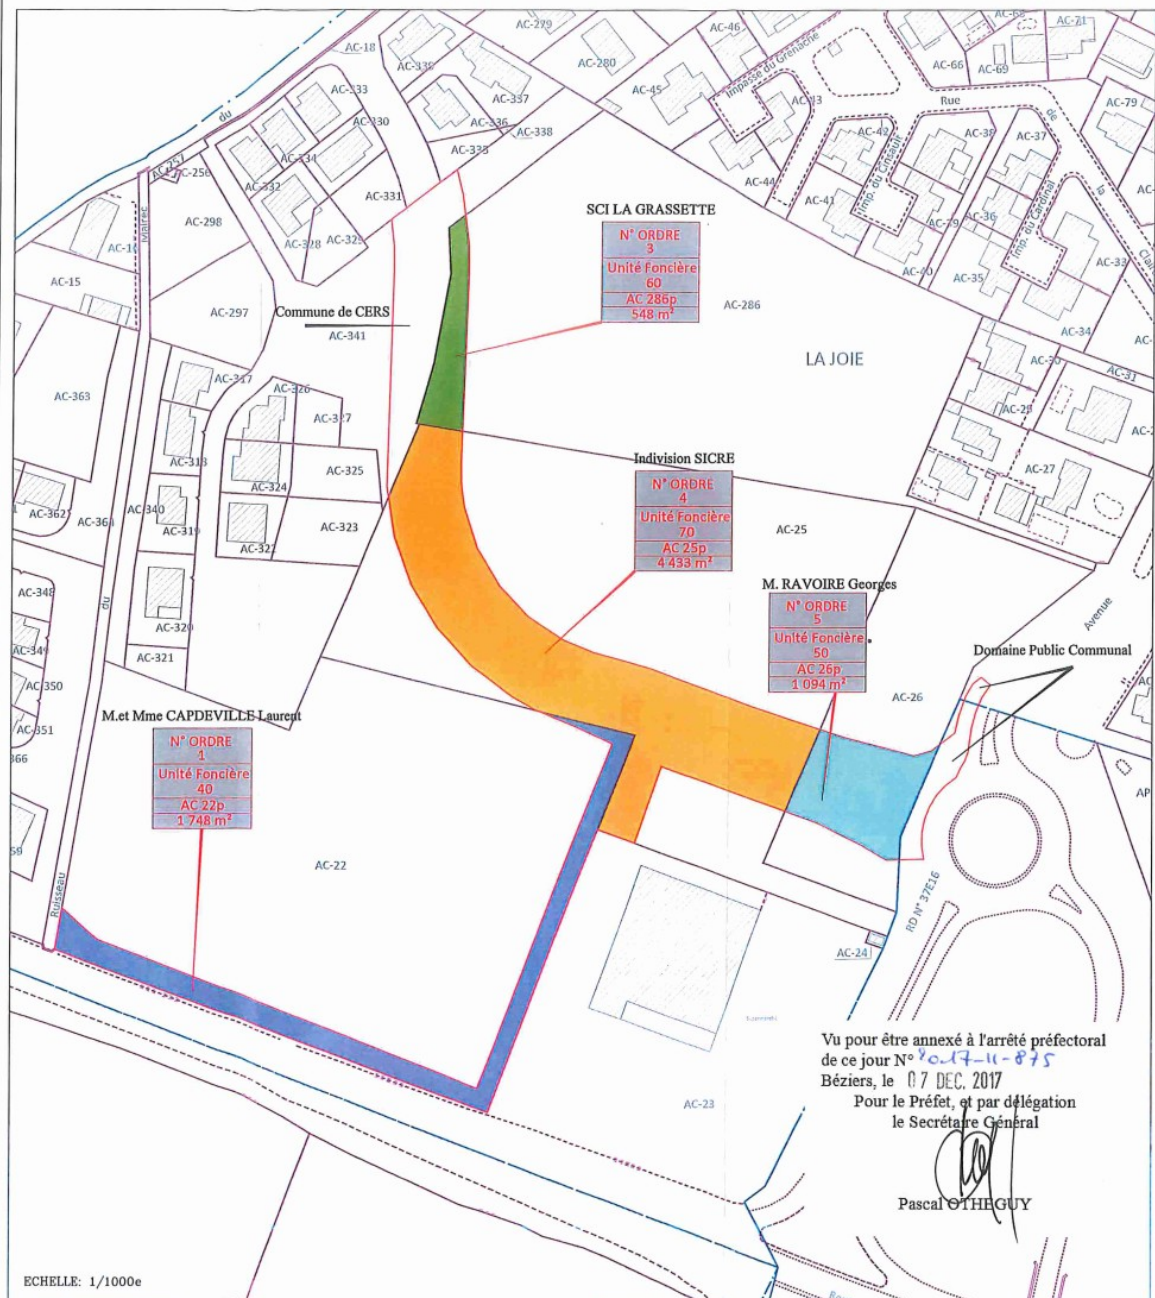 AC-279
AC-46
AC-68
AC-71
AC-18
AC-339
AC-280
AC-66
AC-69
Impasse du Grenache
AC-45
AC-43
Rue
de
la
AC-79
AC-333
AC-337
AC-336
AC-338
AC-330
AC-335
du
AC-334
AC-42
AC-38
AC-37
AC-257
AC-256
AC-332
AC-331
AC-44
AC-41
Imp. du Cinsault
AC-39
AC-36
Imp. du Cardinal
AC-33
AC-298
Mairec
AC-328
AC-329
SCI LA GRASSETTE
N° ORDRE
3
Unité Foncière
60
AC 286p
548 m²
AC-40
AC-35
AC-15
AC-297
Commune de CERS
AC-341
AC-286
AC-34
LA JOIE
AC-30
AC-31
AC-363
AC-317
AC-326
AC-327
AC-29
Indivision SICRE
N° ORDRE
4
Unité Foncière
70
AC 25p
4 433 m²
AC-318
AC-325
AC-27
AC-324
AC-362
AC-361
AC-340
AC-319
AC-323
AC-25
AC-322
M. RAVOIRE Georges
N° ORDRE
5
Unité Foncière
50
AC 26p
1 094 m²
AC-348
du
AC-320
Avenue
AC-349
AC-321
Domaine Public Communal
AC-350
AC-26
AC-351
M.et Mme CAPDEVILLE Laurent
N° ORDRE
1
Unité Foncière
40
AC 22p
1 748 m²
AC-22
Ruisseau
RD N° 37E16
AC-24
AC-23
Vu pour être annexé à l'arrêté préfectoral
de ce jour N° 2017-II-875
Béziers, le 07 DEC. 2017
Pour le Préfet, et par délégation
le Secrétaire Général
Pascal OTHEGUY
ECHELLE: 1/1000e